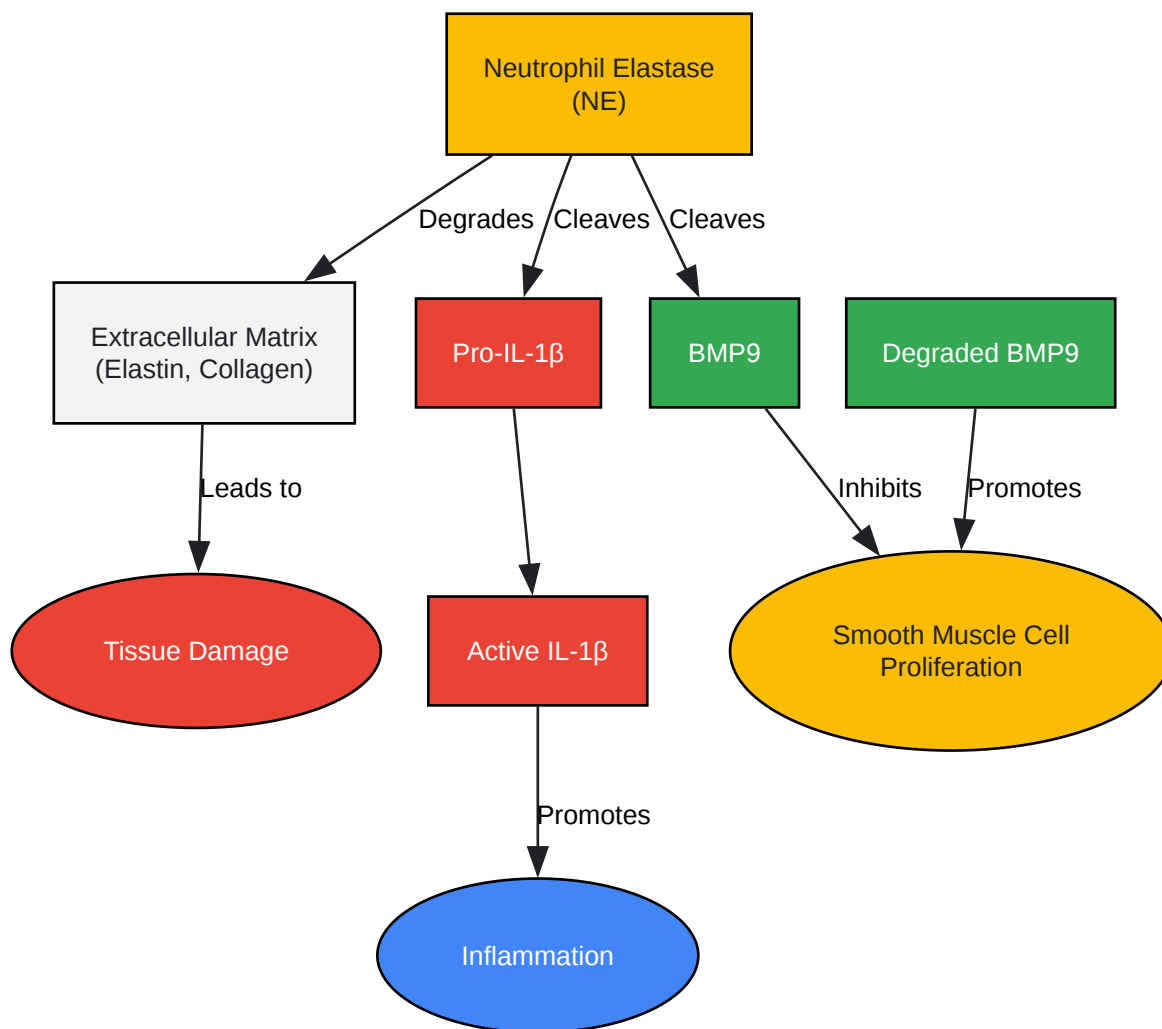 Neutrophil Elastase
(NE)
Degrades
Cleaves
Cleaves
Extracellular Matrix
(Elastin, Collagen)
Pro-IL-1β
BMP9
Degraded BMP9
Leads to
Inhibits
Promotes
Tissue Damage
Active IL-1β
Smooth Muscle Cell
Proliferation
Promotes
Inflammation